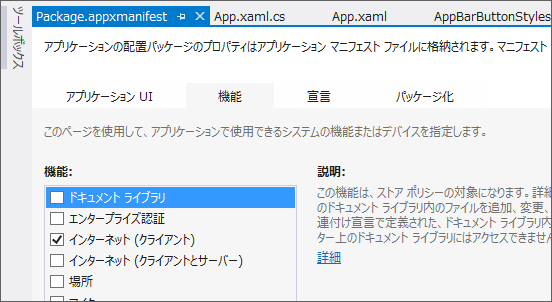 ツールボックス
Package.appxmanifest
App.xaml.cs
App.xaml
AppBarButtonStyles
アプリケーションの配置パッケージのプロパティはアプリケーション マニフェスト ファイルに格納されます。マニフェスト
アプリケーション UI
機能
宣言
パッケージ化
このページを使用して、アプリケーションで使用できるシステムの機能またはデバイスを指定します。
機能:
ドキュメント ライブラリ
エンタープライズ認証
インターネット (クライアント)
インターネット (クライアントとサーバー)
場所
説明:
この機能は、ストア ポリシーの対象になります。詳細
のドキュメント ライブラリ内のファイルを追加、変更、
連付け宣言で定義された、ドキュメント ライブラリ内
ター上のドキュメント ライブラリにはアクセスできません
詳細